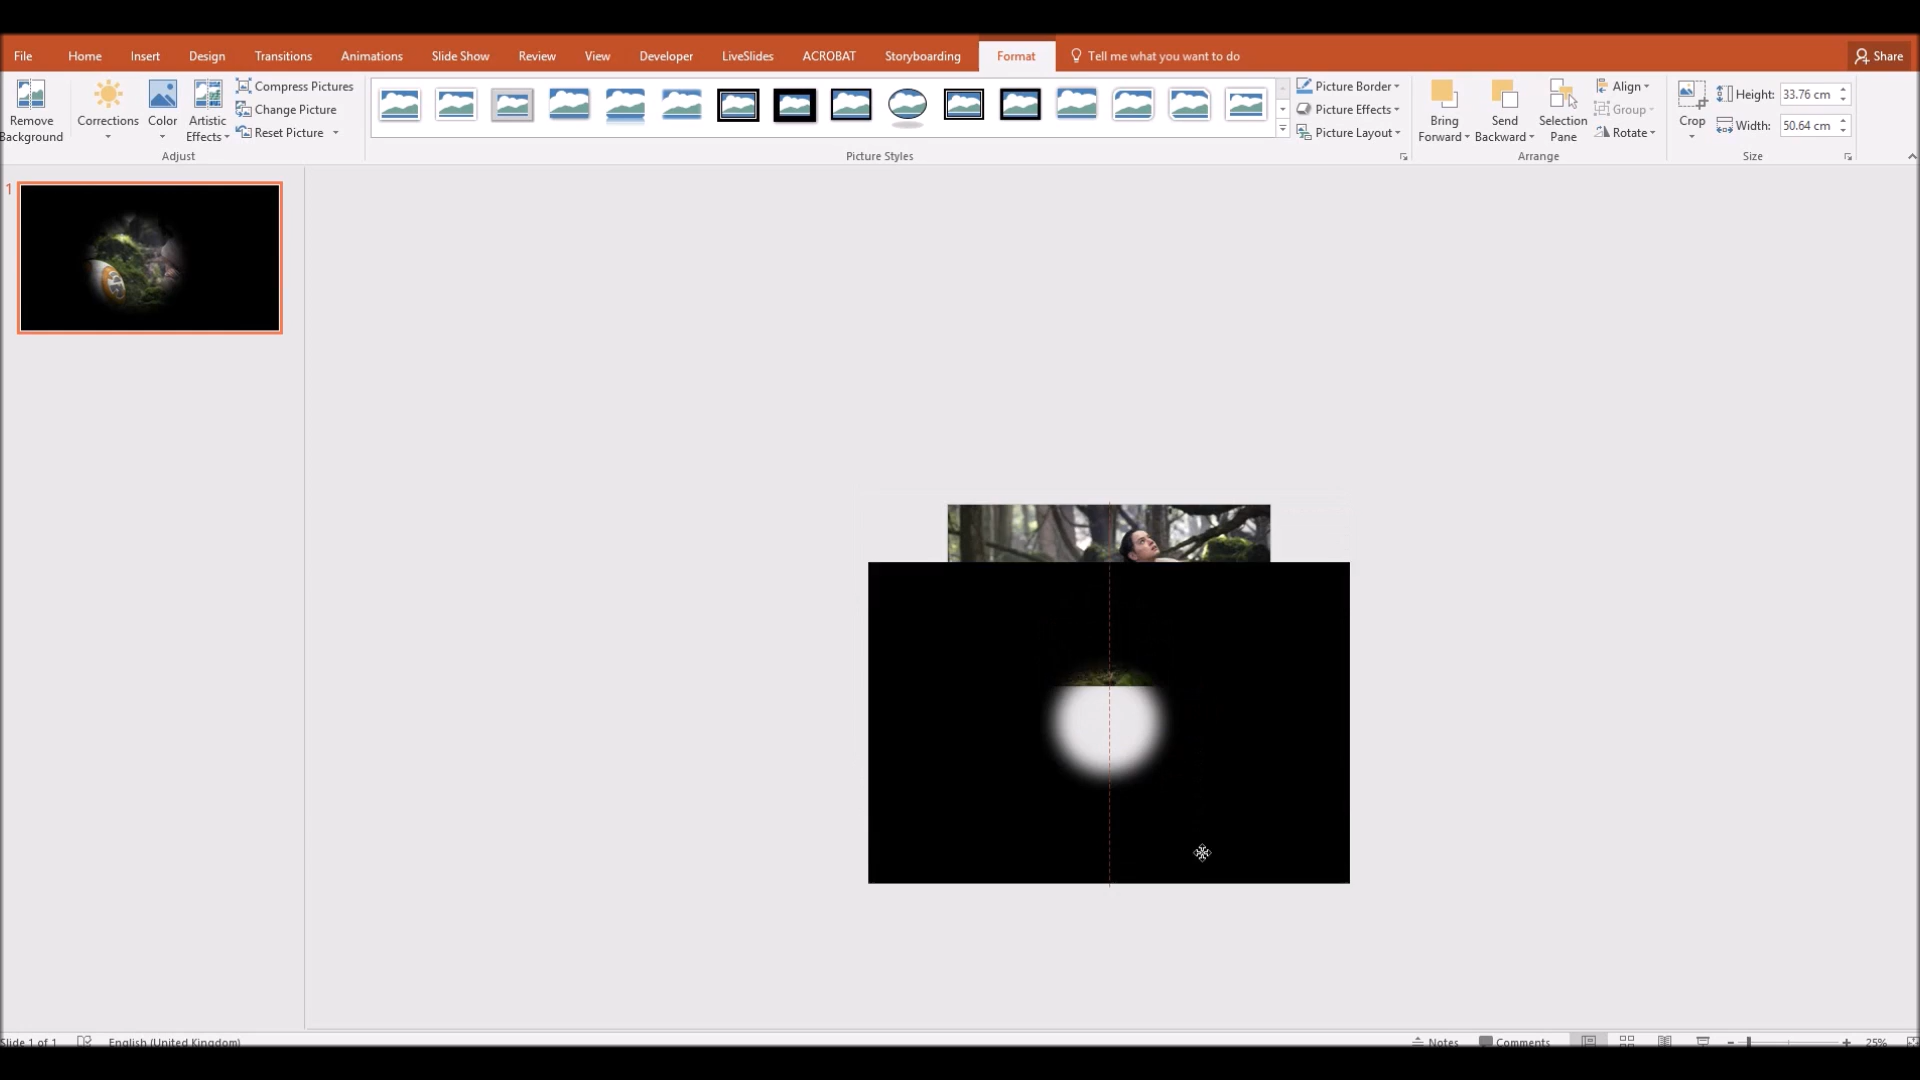 File Home Insert Design Transitions Animations Slide Show Review View Developer LiveSlides ACROBAT Storyboarding Format Tell me what you want to do Share
Remove Background
Corrections
Color
Artistic Effects
Compress Pictures
Change Picture
Reset Picture
Picture Border
Picture Effects
Picture Layout
Bring Forward
Send Backward
Selection Pane
Align
Group
Rotate
Crop
Height: 33.76 cm
Width: 50.64 cm
Adjust Picture Styles Arrange Size
1
Slide 1 of 1 English (United Kingdom) Notes Comments 25%